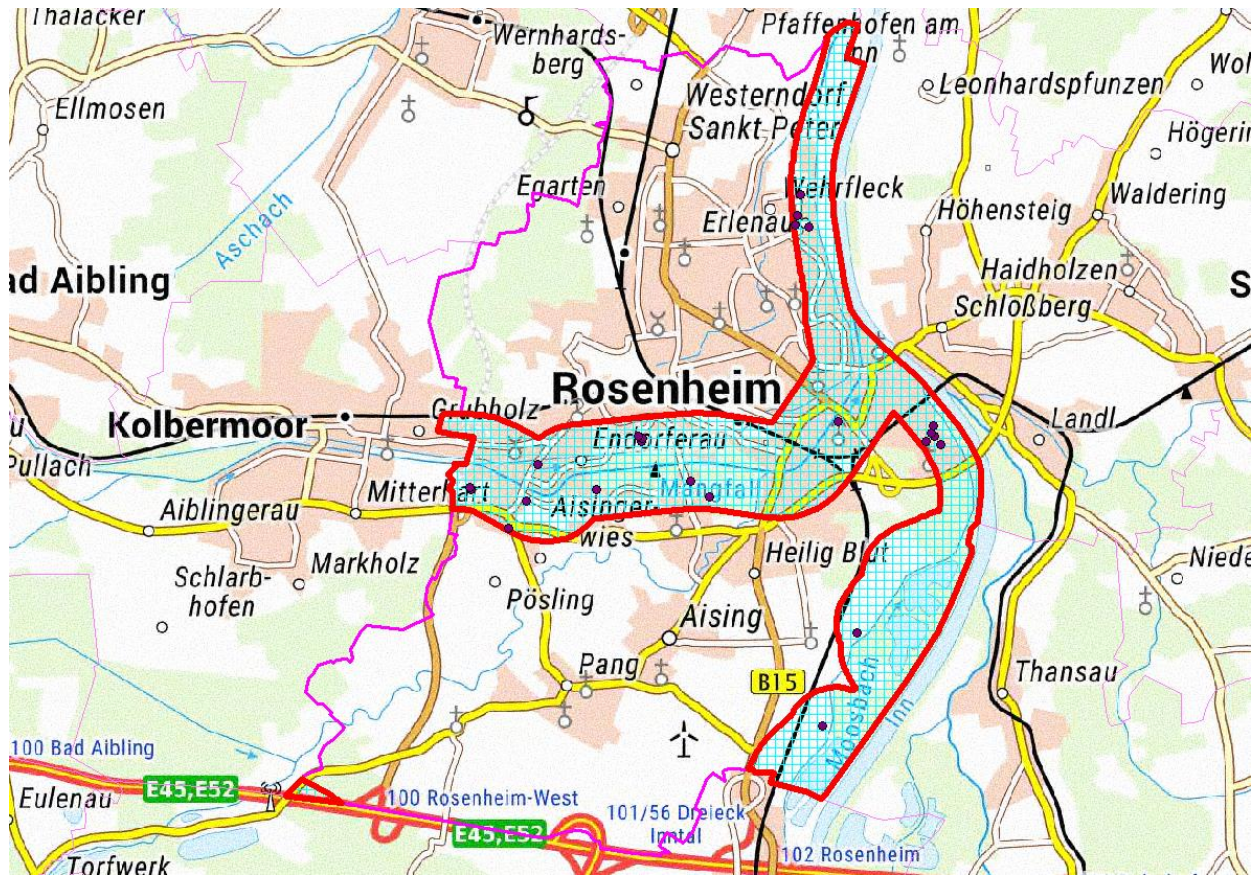 Thalacker
Wernhards-
berg
Pfaffenhofen am
Inn
Ellmosen
Westerndorf
Sankt Peter
Leonhardspfunzen
Egarten
Wehrfleck
Erlenau
Höhensteig
Waldering
Aschach
ad Aibling
Haidholzen
Schloßberg
S
Rosenheim
Kolbermoor
Grubholz
Endorferau
Landl
Pullach
Mitterhart
Mangfall
Aiblingerau
Aisinger-
wies
Markholz
Heilig Blut
Schlarb-
hofen
Pösling
Aising
Pang
B15
Thansau
Moosbach
Inn
100 Bad Aibling
E45,E52
Eulenau
100 Rosenheim-West
101/56 Dreieck
Inntal
E45,E52
102 Rosenheim
Torfwerk